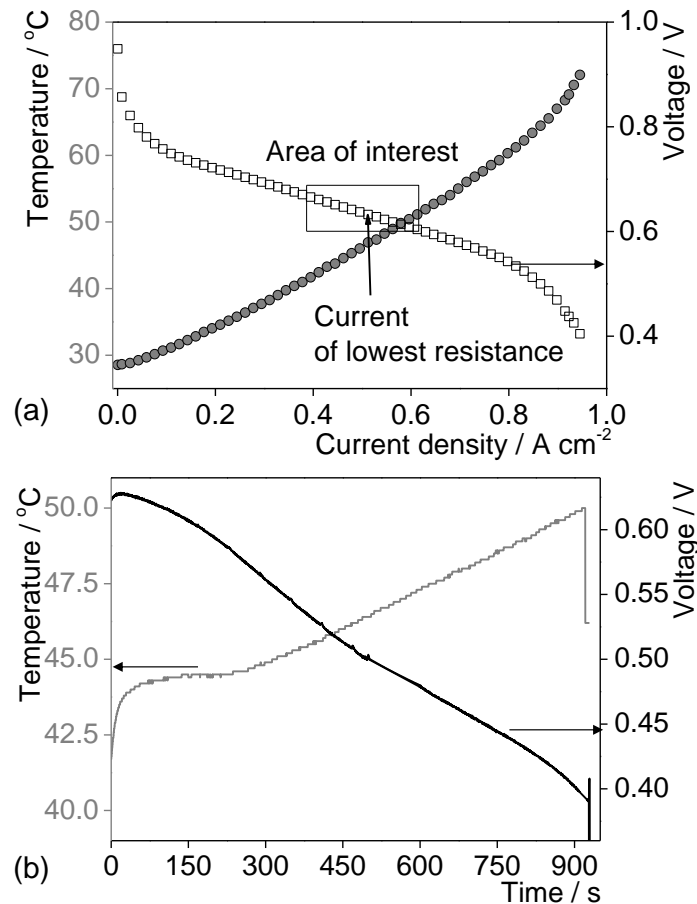 80
70
60
50
40
30
Temperature / °C
1.0
0.8
0.6
0.4
Voltage / V
Area of interest
Current
of lowest resistance
0.0 0.2 0.4 0.6 0.8 1.0
(a)
Current density / A cm⁻²
50.0
47.5
45.0
42.5
40.0
Temperature / °C
0.60
0.55
0.50
0.45
0.40
Voltage / V
0 150 300 450 600 750 900
(b)
Time / s